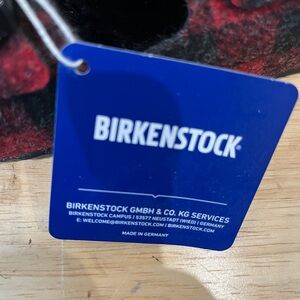 BIRKENSTOCK
BIRKENSTOCK GMBH & CO. KG SERVICES
BIRKENSTOCK CAMPUS | 53577 NEUSTADT (WIED) | GERMANY
E: WELCOME@BIRKENSTOCK.COM | BIRKENSTOCK.COM
MADE IN GERMANY